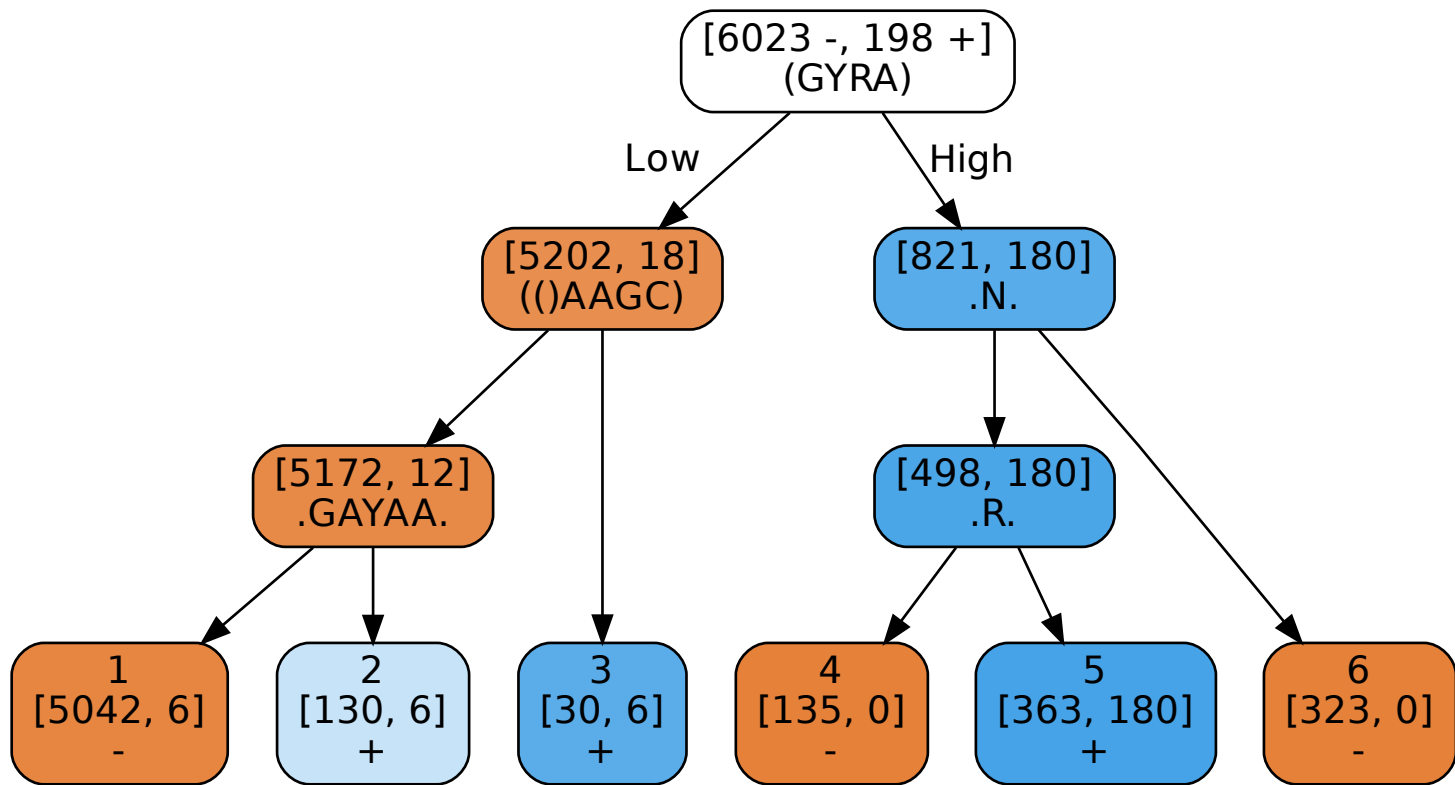 [6023 -, 198 +]
(GYRA)
Low
High
[5202, 18]
(()AAGC)
[821, 180]
.N.
[5172, 12]
.GAYAA.
[498, 180]
.R.
1
[5042, 6]
-
2
[130, 6]
+
3
[30, 6]
+
4
[135, 0]
-
5
[363, 180]
+
6
[323, 0]
-